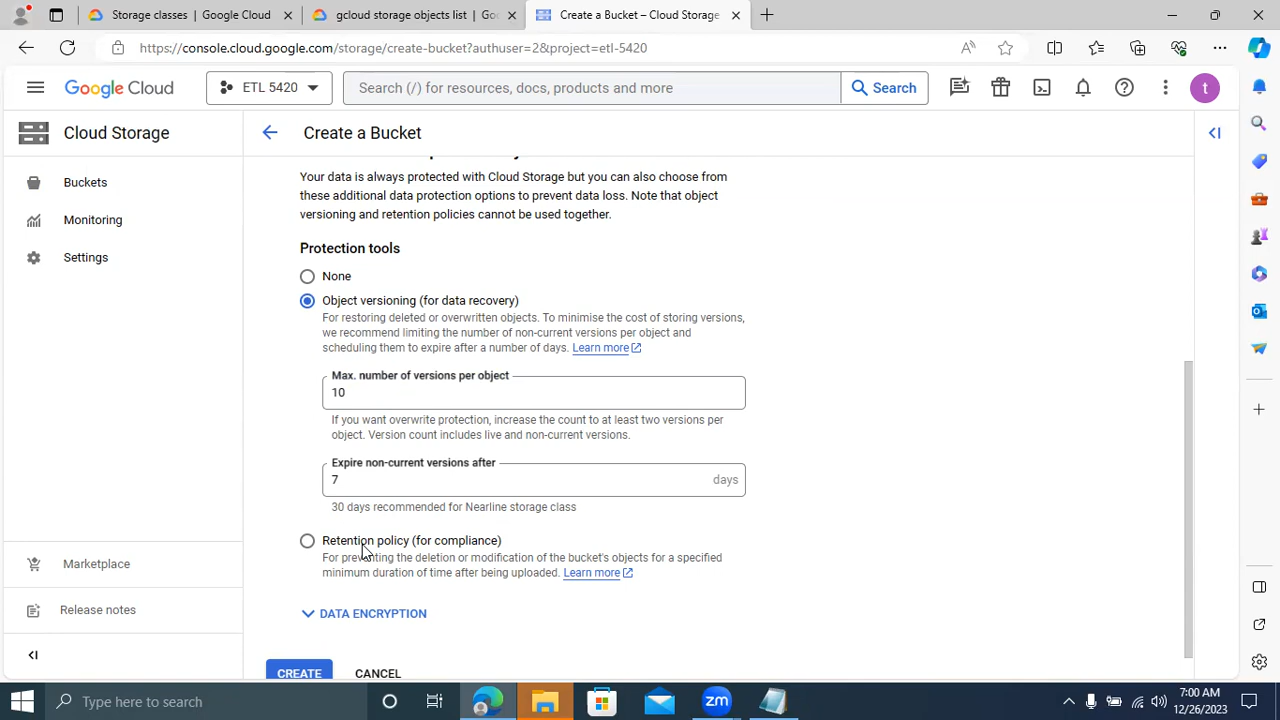 Storage classes | Google Cloud
gcloud storage objects list | Goo
Create a Bucket – Cloud Storage
https://console.cloud.google.com/storage/create-bucket?authuser=2&project=etl-5420
Google Cloud
ETL 5420
Search (/) for resources, docs, products and more
Search
t
Cloud Storage
Create a Bucket
Buckets
Monitoring
Settings
Marketplace
Release notes
Your data is always protected with Cloud Storage but you can also choose from
these additional data protection options to prevent data loss. Note that object
versioning and retention policies cannot be used together.
Protection tools
None
Object versioning (for data recovery)
For restoring deleted or overwritten objects. To minimise the cost of storing versions,
we recommend limiting the number of non-current versions per object and
scheduling them to expire after a number of days. Learn more
Max. number of versions per object
10
If you want overwrite protection, increase the count to at least two versions per
object. Version count includes live and non-current versions.
Expire non-current versions after
7 days
30 days recommended for Nearline storage class
Retention policy (for compliance)
For preventing the deletion or modification of the bucket's objects for a specified
minimum duration of time after being uploaded. Learn more
DATA ENCRYPTION
CREATE
CANCEL
Type here to search
zm
7:00 AM
12/26/2023